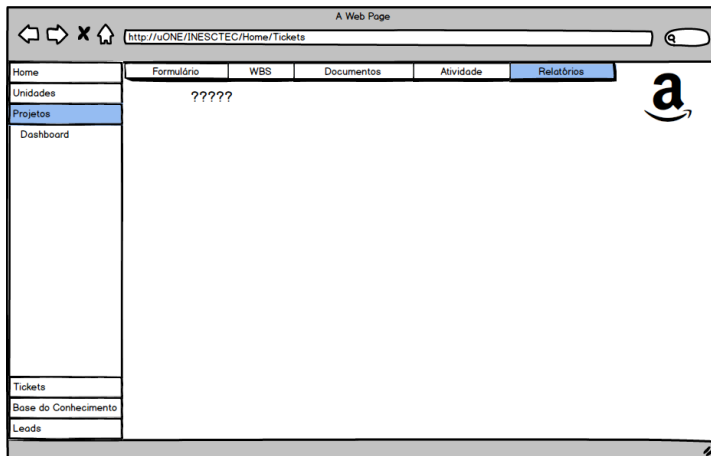 A Web Page
http://uONE/INESCTEC/Home/Tickets
Home
Unidades
Projetos
Dashboard
Tickets
Base do Conhecimento
Leads
Formulário WBS Documentos Atividade Relatórios
?????
a